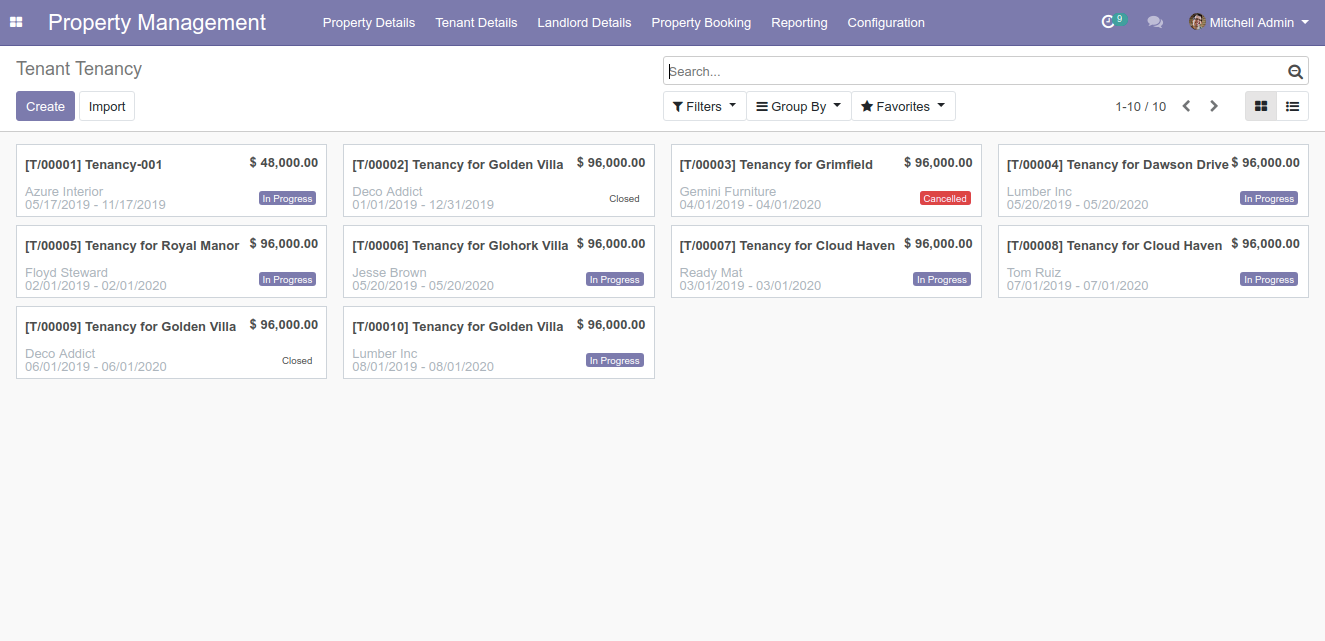 Property Management Property Details Tenant Details Landlord Details Property Booking Reporting Configuration 9 Mitchell Admin
Tenant Tenancy
Search...
Create Import Filters Group By Favorites 1-10 / 10
[T/00001] Tenancy-001 $ 48,000.00
Azure Interior
05/17/2019 - 11/17/2019 In Progress
[T/00002] Tenancy for Golden Villa $ 96,000.00
Deco Addict
01/01/2019 - 12/31/2019 Closed
[T/00003] Tenancy for Grimfield $ 96,000.00
Gemini Furniture
04/01/2019 - 04/01/2020 Cancelled
[T/00004] Tenancy for Dawson Drive $ 96,000.00
Lumber Inc
05/20/2019 - 05/20/2020 In Progress
[T/00005] Tenancy for Royal Manor $ 96,000.00
Floyd Steward
02/01/2019 - 02/01/2020 In Progress
[T/00006] Tenancy for Glohork Villa $ 96,000.00
Jesse Brown
05/20/2019 - 05/20/2020 In Progress
[T/00007] Tenancy for Cloud Haven $ 96,000.00
Ready Mat
03/01/2019 - 03/01/2020 In Progress
[T/00008] Tenancy for Cloud Haven $ 96,000.00
Tom Ruiz
07/01/2019 - 07/01/2020 In Progress
[T/00009] Tenancy for Golden Villa $ 96,000.00
Deco Addict
06/01/2019 - 06/01/2020 Closed
[T/00010] Tenancy for Golden Villa $ 96,000.00
Lumber Inc
08/01/2019 - 08/01/2020 In Progress